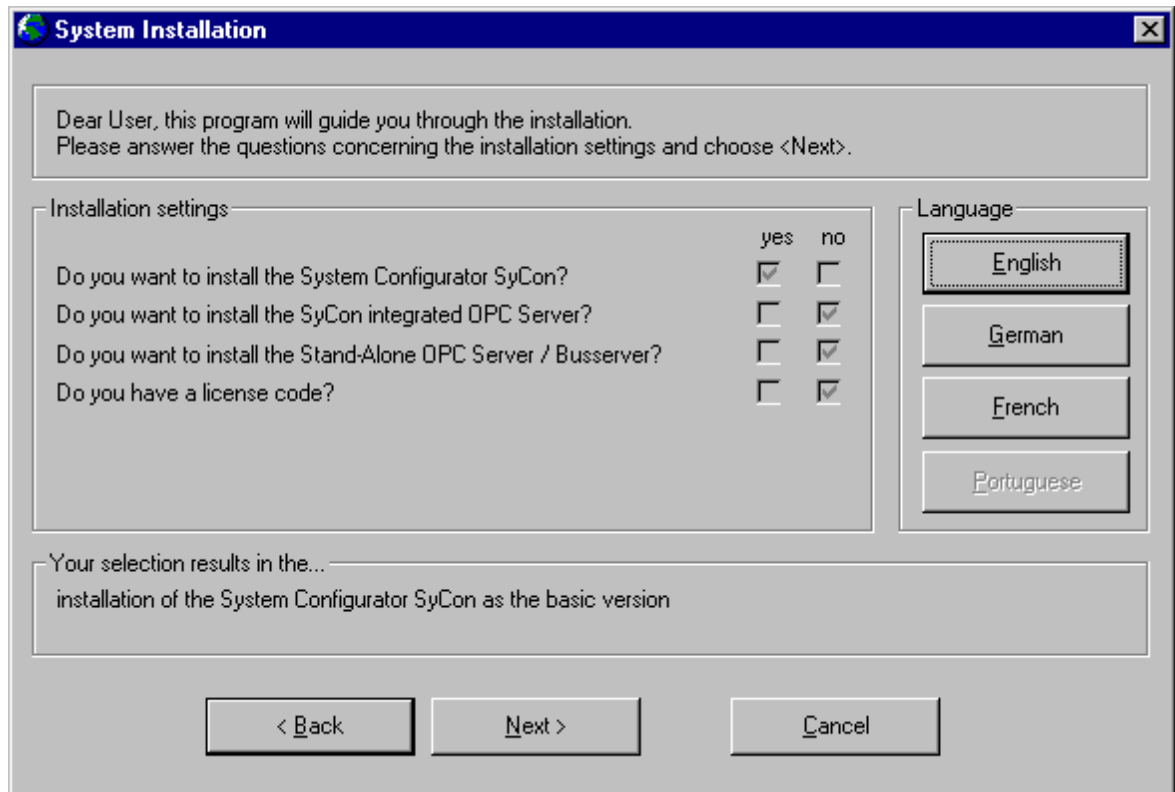 System Installation
Dear User, this program will guide you through the installation.
Please answer the questions concerning the installation settings and choose <Next>.
Installation settings
yes no
Do you want to install the System Configurator SyCon?
Do you want to install the SyCon integrated OPC Server?
Do you want to install the Stand-Alone OPC Server / Busserver?
Do you have a license code?
Language
English
German
French
Portuguese
Your selection results in the...
installation of the System Configurator SyCon as the basic version
< Back
Next >
Cancel